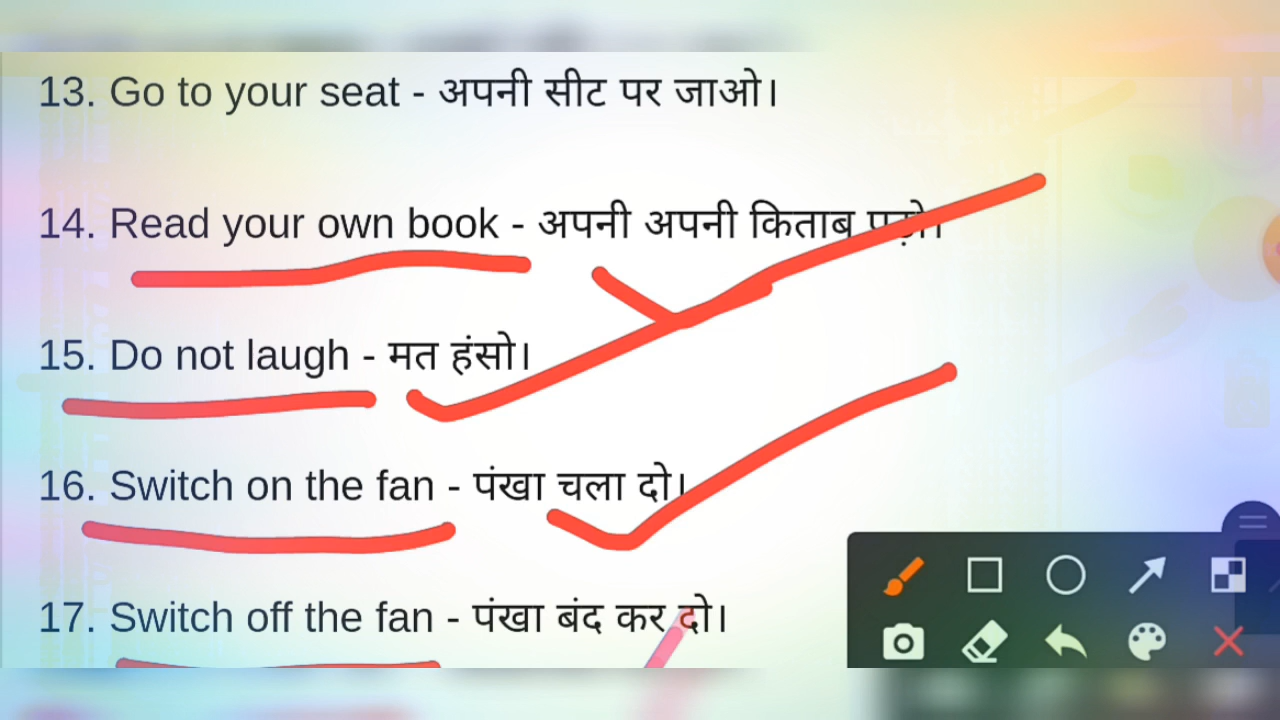 13. Go to your seat - अपनी सीट पर जाओ।
14. Read your own book - अपनी अपनी किताब पढ़ो।
15. Do not laugh - मत हंसो।
16. Switch on the fan - पंखा चला दो।
17. Switch off the fan - पंखा बंद कर दो।